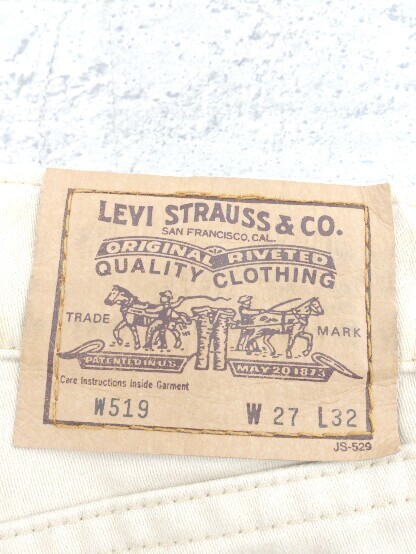 LEVI STRAUSS & CO.
SAN FRANCISCO, CAL.
ORIGINAL RIVETED
QUALITY CLOTHING
TRADE MARK
PATENTED IN U.S. MAY 20 1873
Care Instructions Inside Garment
W519 W 27 L32
JS-529